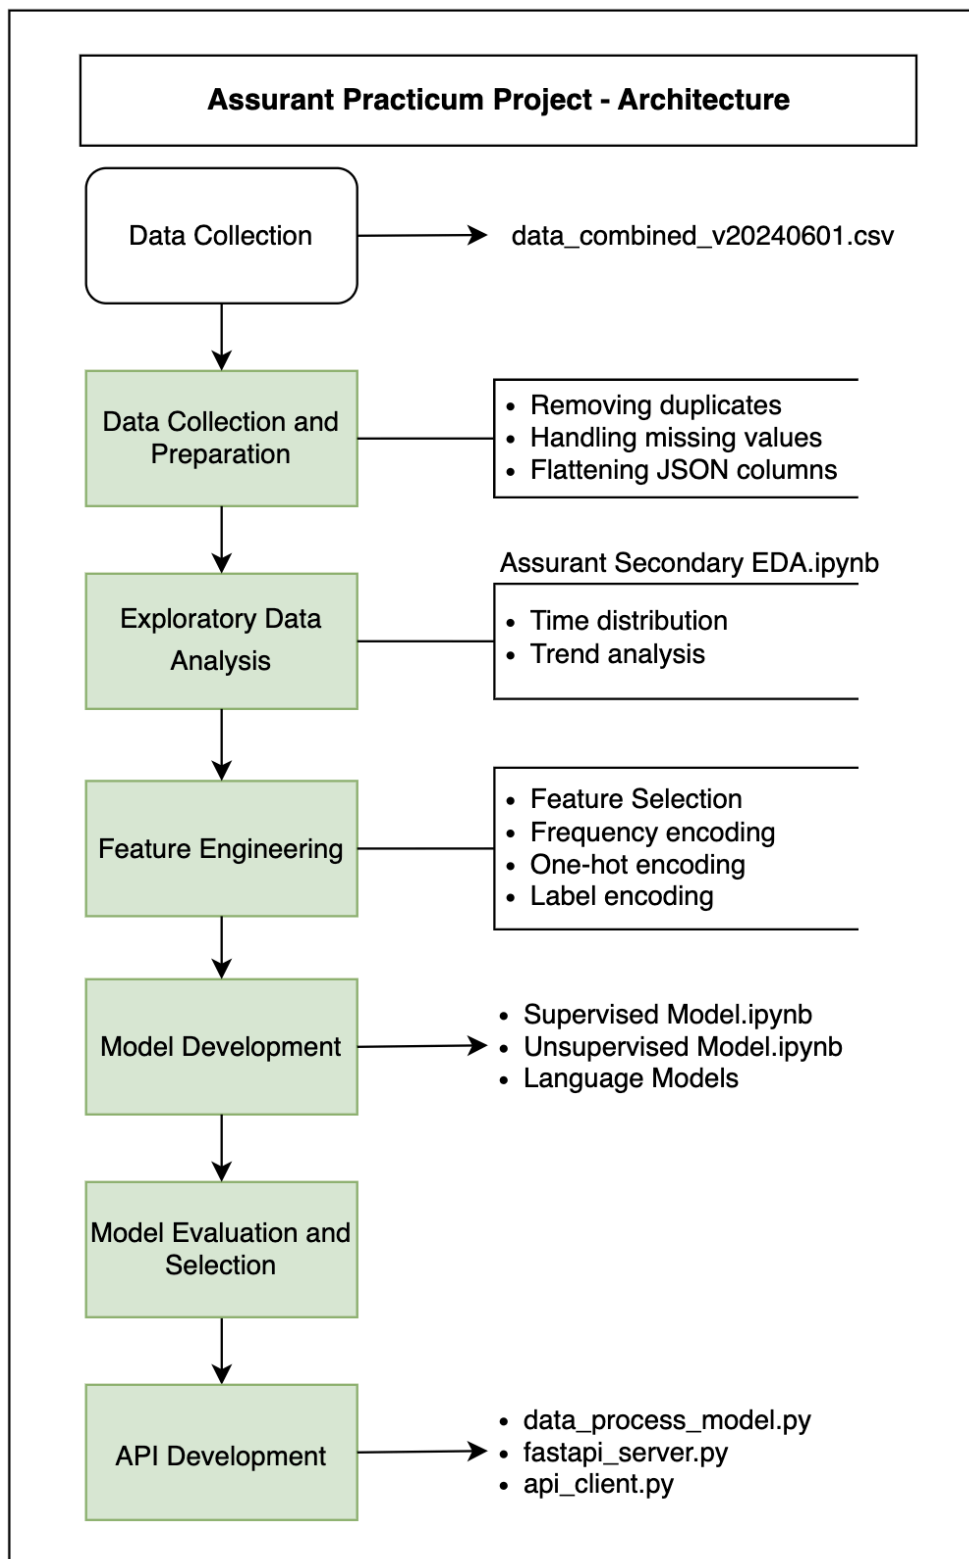 Assurant Practicum Project - Architecture
Data Collection
data_combined_v20240601.csv
Data Collection and
Preparation
• Removing duplicates
• Handling missing values
• Flattening JSON columns
Assurant Secondary EDA.ipynb
Exploratory Data
Analysis
• Time distribution
• Trend analysis
Feature Engineering
• Feature Selection
• Frequency encoding
• One-hot encoding
• Label encoding
Model Development
• Supervised Model.ipynb
• Unsupervised Model.ipynb
• Language Models
Model Evaluation and
Selection
API Development
• data_process_model.py
• fastapi_server.py
• api_client.py